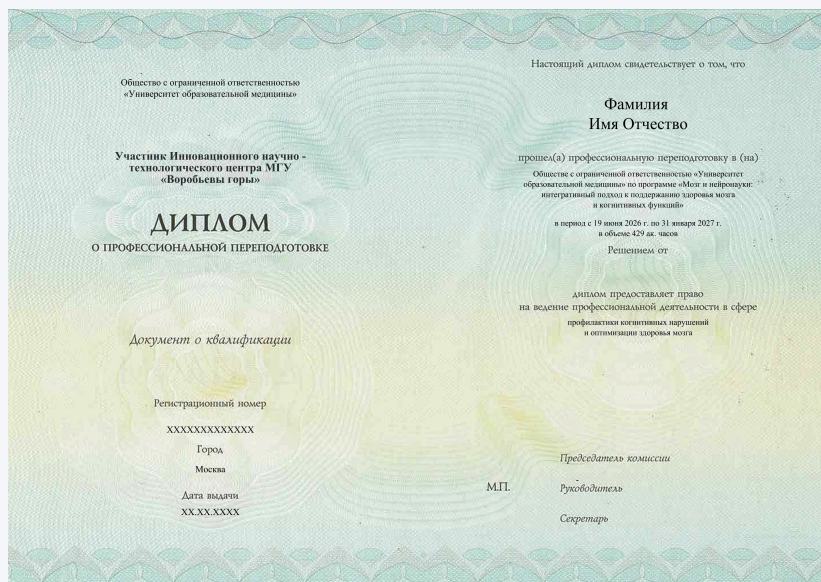 Общество с ограниченной ответственностью
«Университет образовательной медицины»
Участник Инновационного научно -
технологического центра МГУ
«Воробьевы горы»
ДИПЛОМ
О ПРОФЕССИОНАЛЬНОЙ ПЕРЕПОДГОТОВКЕ
Документ о квалификации
Регистрационный номер
XXXXXXXXXXXXX
Город
Москва
Дата выдачи
XX.XX.XXXX
Настоящий диплом свидетельствует о том, что
Фамилия
Имя Отчество
прошел(а) профессиональную переподготовку в (на)
Обществе с ограниченной ответственностью «Университет
образовательной медицины» по программе «Мозг и нейронауки:
интегративный подход к поддержанию здоровья мозга
и когнитивных функций»
в период с 19 июня 2026 г. по 31 января 2027 г.
в объеме 429 ак. часов
Решением от
диплом предоставляет право
на ведение профессиональной деятельности в сфере
профилактики когнитивных нарушений
и оптимизации здоровья мозга
Председатель комиссии
М.П.
Руководитель
Секретарь